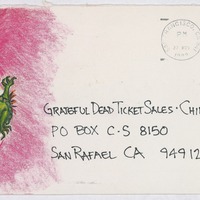 GRATEFUL DEAD TICKET SALES · CHI
PO BOX C·S 8150
SAN RAFAEL CA 94912